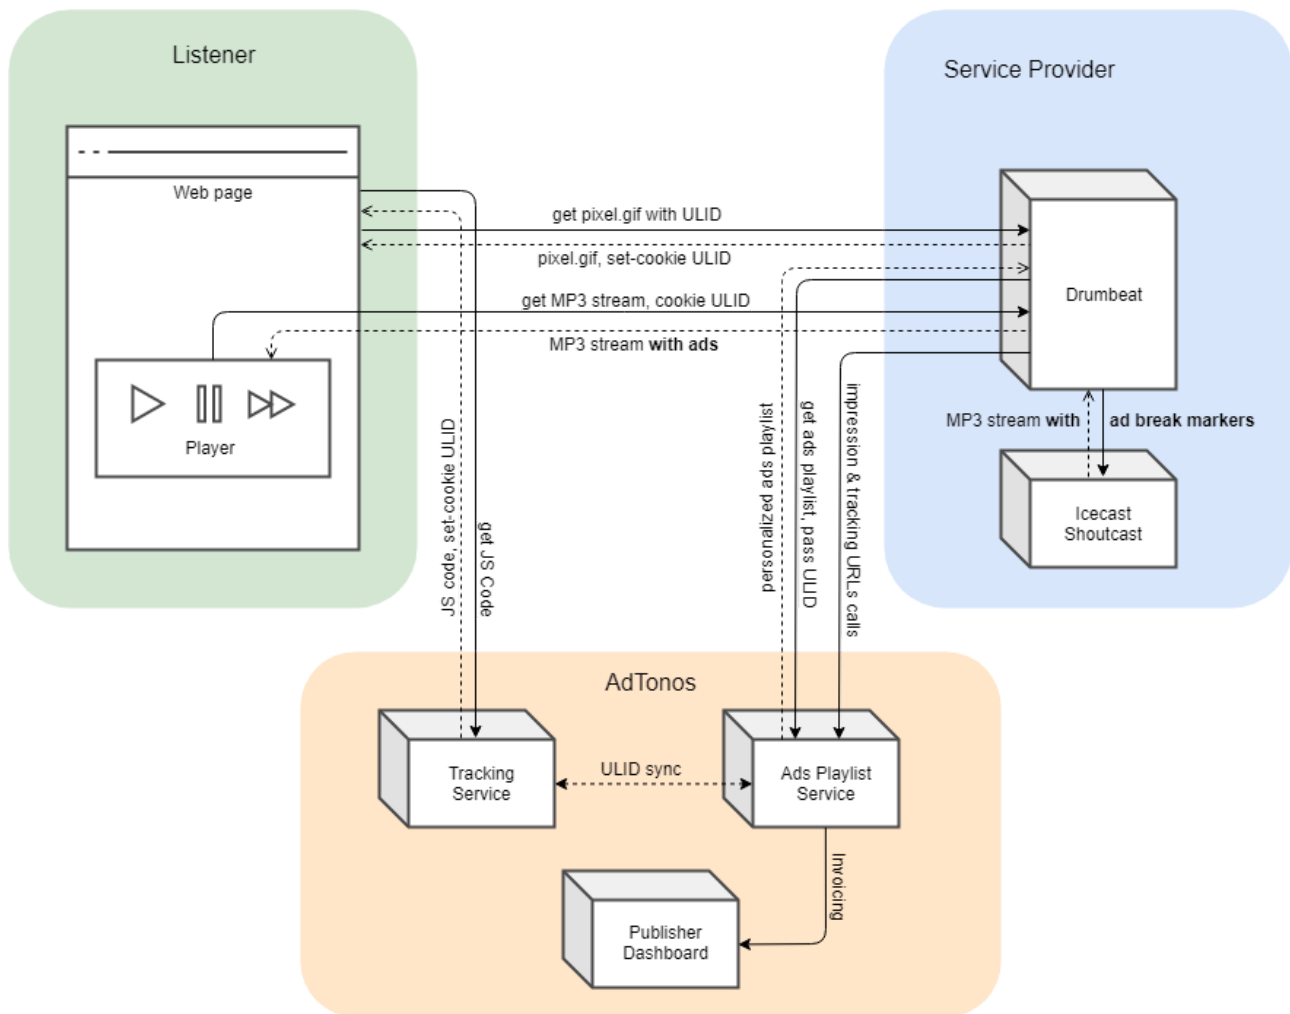 Listener
Service Provider
Web page
get pixel.gif with ULID
pixel.gif, set-cookie ULID
Drumbeat
get MP3 stream, cookie ULID
MP3 stream with ads
Player
JS code, set-cookie ULID
get JS Code
personalized ads playlist
get ads playlist, pass ULID
impression & tracking URLs calls
MP3 stream with
ad break markers
Icecast
Shoutcast
AdTonos
Tracking
Service
ULID sync
Ads Playlist
Service
Invoicing
Publisher
Dashboard